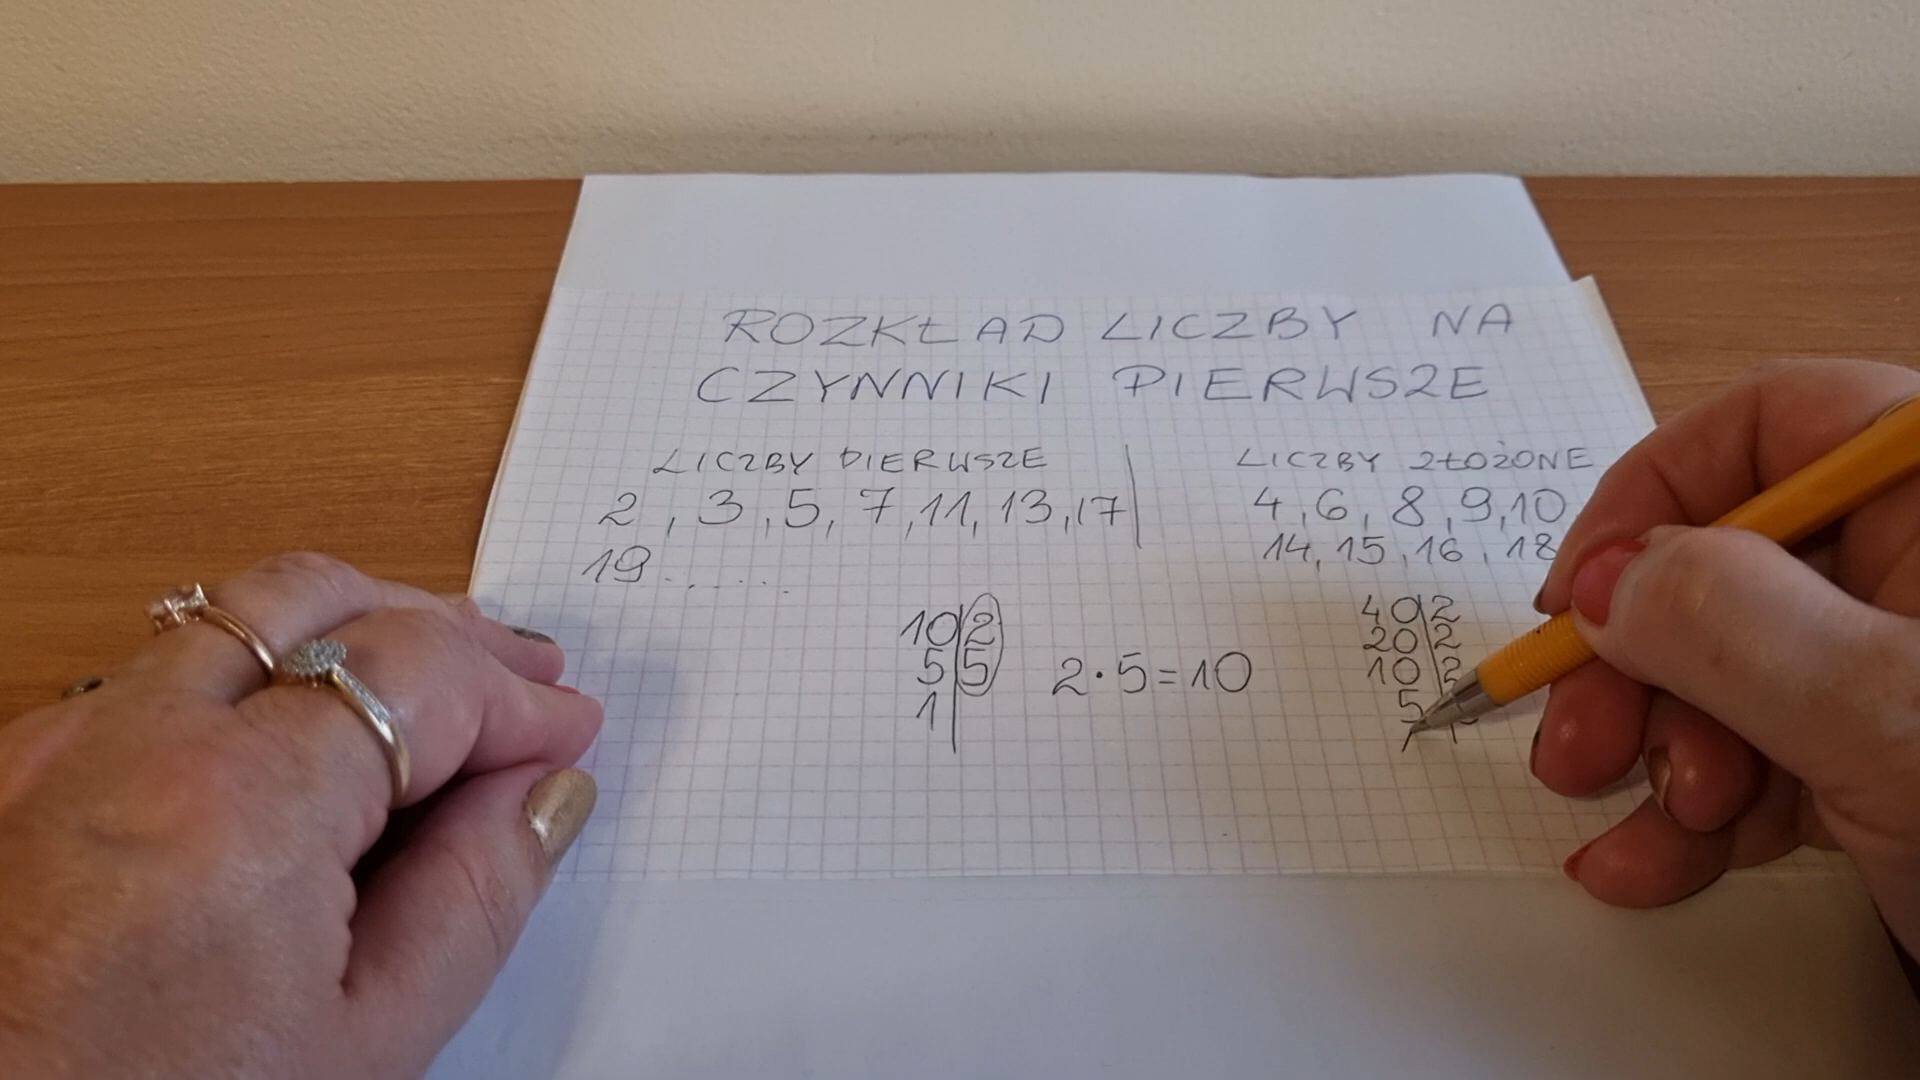 ROZKŁAD LICZBY NA
CZYNNIKI PIERWSZE
LICZBY PIERWSZE
2, 3, 5, 7, 11, 13, 17
19......
LICZBY ZŁOŻONE
4, 6, 8, 9, 10
14, 15, 16, 18
10|2
5|5
1|
2·5=10
40|2
20|2
10|2
5
1